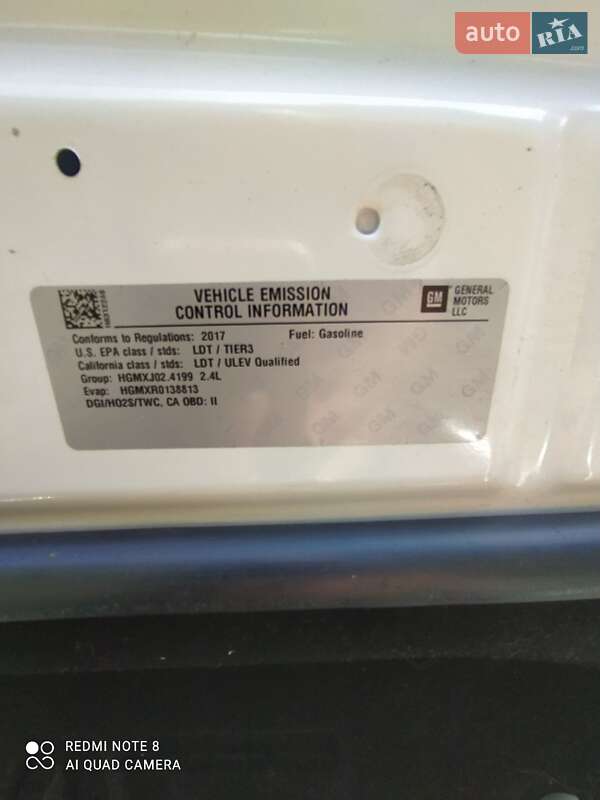 auto RIA.com
VEHICLE EMISSION
CONTROL INFORMATION
GM
GENERAL
MOTORS
LLC
Conforms to Regulations: 2017 Fuel: Gasoline
U.S. EPA class / stds: LDT / TIER3
California class / stds: LDT / ULEV Qualified
Group: HGMXJ02.4199 2.4L
Evap: HGMXR0138813
DGI/HO2S/TWC, CA OBD: II
REDMI NOTE 8
AI QUAD CAMERA